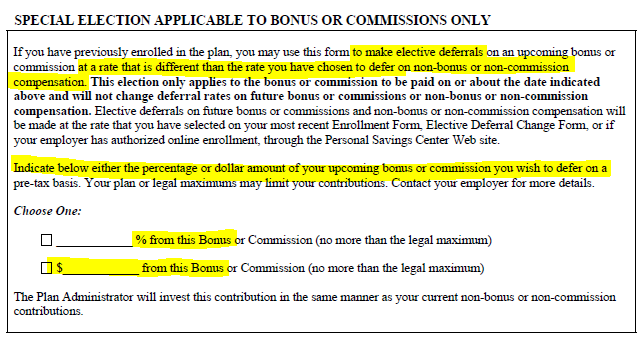 SPECIAL ELECTION APPLICABLE TO BONUS OR COMMISSIONS ONLY
If you have previously enrolled in the plan, you may use this form to make elective deferrals on an upcoming bonus or
commission at a rate that is different than the rate you have chosen to defer on non-bonus or non-commission
compensation. This election only applies to the bonus or commission to be paid on or about the date indicated
above and will not change deferral rates on future bonus or commissions or non-bonus or non-commission
compensation. Elective deferrals on future bonus or commissions and non-bonus or non-commission compensation will
be made at the rate that you have selected on your most recent Enrollment Form, Elective Deferral Change Form, or if
your employer has authorized online enrollment, through the Personal Savings Center Web site.
Indicate below either the percentage or dollar amount of your upcoming bonus or commission you wish to defer on a
pre-tax basis. Your plan or legal maximums may limit your contributions. Contact your employer for more details.
Choose One:
☐ ____________ % from this Bonus or Commission (no more than the legal maximum)
☐ $____________ from this Bonus or Commission (no more than the legal maximum)
The Plan Administrator will invest this contribution in the same manner as your current non-bonus or non-commission
contributions.